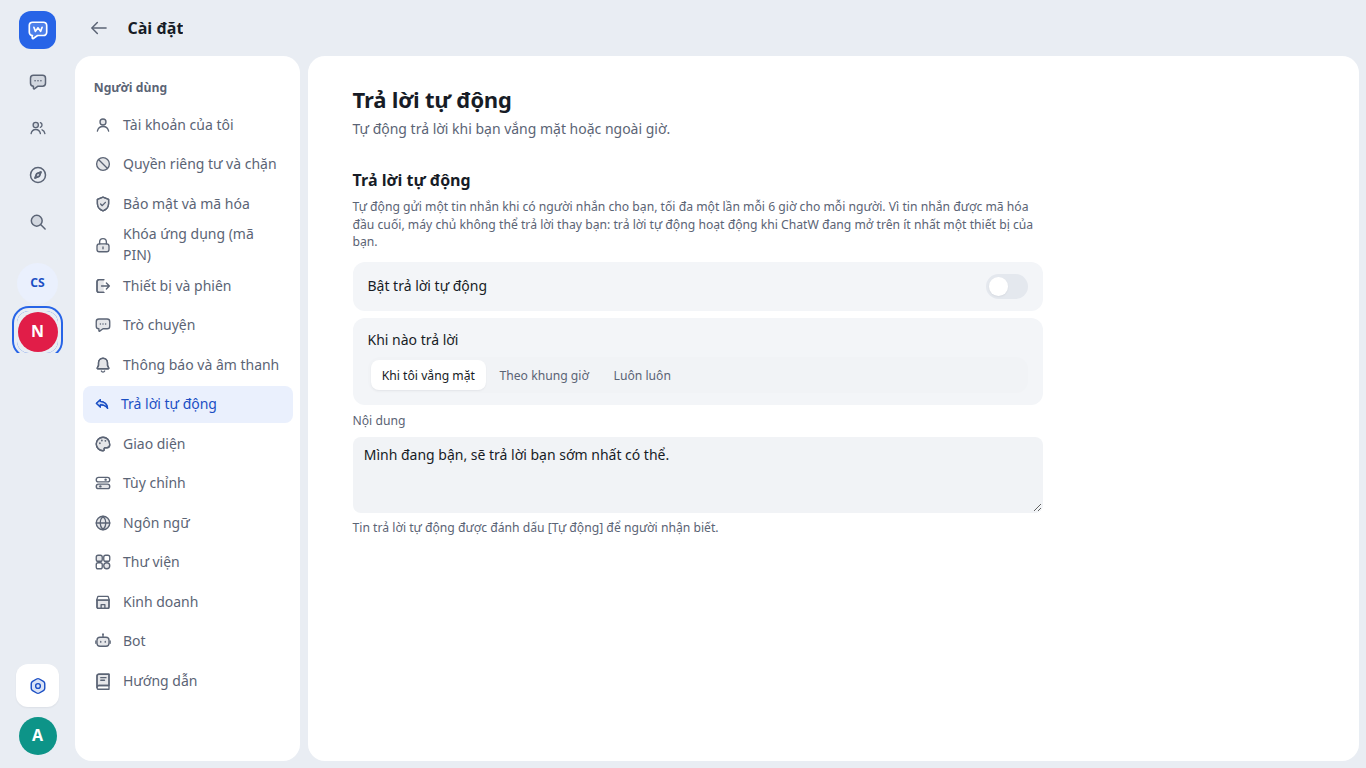 Cài đặt
CS
N
A
Người dùng
Tài khoản của tôi
Quyền riêng tư và chặn
Bảo mật và mã hóa
Khóa ứng dụng (mã
PIN)
Thiết bị và phiên
Trò chuyện
Thông báo và âm thanh
Trả lời tự động
Giao diện
Tùy chỉnh
Ngôn ngữ
Thư viện
Kinh doanh
Bot
Hướng dẫn
Trả lời tự động
Tự động trả lời khi bạn vắng mặt hoặc ngoài giờ.
Trả lời tự động
Tự động gửi một tin nhắn khi có người nhắn cho bạn, tối đa một lần mỗi 6 giờ cho mỗi người. Vì tin nhắn được mã hóa
đầu cuối, máy chủ không thể trả lời thay bạn: trả lời tự động hoạt động khi ChatW đang mở trên ít nhất một thiết bị của
bạn.
Bật trả lời tự động
Khi nào trả lời
Khi tôi vắng mặt Theo khung giờ Luôn luôn
Nội dung
Mình đang bận, sẽ trả lời bạn sớm nhất có thể.
Tin trả lời tự động được đánh dấu [Tự động] để người nhận biết.